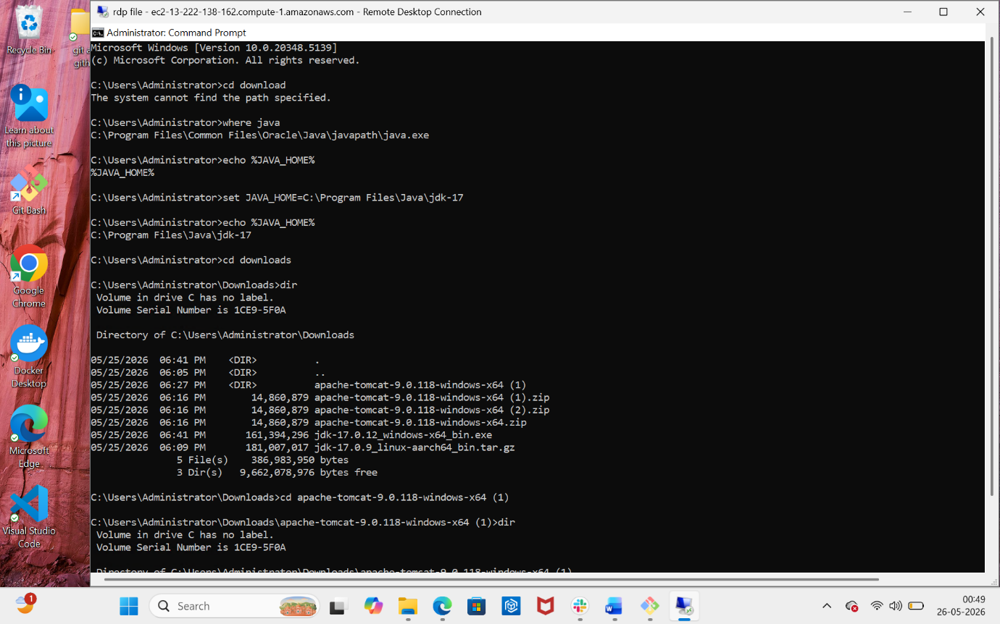 rdp file - ec2-13-222-138-162.compute-1.amazonaws.com - Remote Desktop Connection
Administrator: Command Prompt
Microsoft Windows [Version 10.0.20348.5139]
(c) Microsoft Corporation. All rights reserved.
C:\Users\Administrator>cd download
The system cannot find the path specified.
C:\Users\Administrator>where java
C:\Program Files\Common Files\Oracle\Java\javapath\java.exe
C:\Users\Administrator>echo %JAVA_HOME%
%JAVA_HOME%
C:\Users\Administrator>set JAVA_HOME=C:\Program Files\Java\jdk-17
C:\Users\Administrator>echo %JAVA_HOME%
C:\Program Files\Java\jdk-17
C:\Users\Administrator>cd downloads
C:\Users\Administrator\Downloads>dir
Volume in drive C has no label.
Volume Serial Number is 1CE9-5F0A
Directory of C:\Users\Administrator\Downloads
05/25/2026  06:41 PM    <DIR>          .
05/25/2026  06:05 PM    <DIR>          ..
05/25/2026  06:27 PM    <DIR>          apache-tomcat-9.0.118-windows-x64 (1)
05/25/2026  06:16 PM        14,860,879 apache-tomcat-9.0.118-windows-x64 (1).zip
05/25/2026  06:16 PM        14,860,879 apache-tomcat-9.0.118-windows-x64 (2).zip
05/25/2026  06:16 PM        14,860,879 apache-tomcat-9.0.118-windows-x64.zip
05/25/2026  06:41 PM       161,394,296 jdk-17.0.12_windows-x64_bin.exe
05/25/2026  06:09 PM       181,007,017 jdk-17.0.9_linux-aarch64_bin.tar.gz
5 File(s)    386,983,950 bytes
3 Dir(s)   9,662,078,976 bytes free
C:\Users\Administrator\Downloads>cd apache-tomcat-9.0.118-windows-x64 (1)
C:\Users\Administrator\Downloads\apache-tomcat-9.0.118-windows-x64 (1)>dir
Volume in drive C has no label.
Volume Serial Number is 1CE9-5F0A
Directory of C:\Users\Administrator\Downloads\apache-tomcat-9.0.118-windows-x64 (1)
Recycle Bin
git a
gith
Learn about
this picture
Git Bash
Google
Chrome
Docker
Desktop
Microsoft
Edge
Visual Studio
Code
1
Search
00:49
26-05-2026